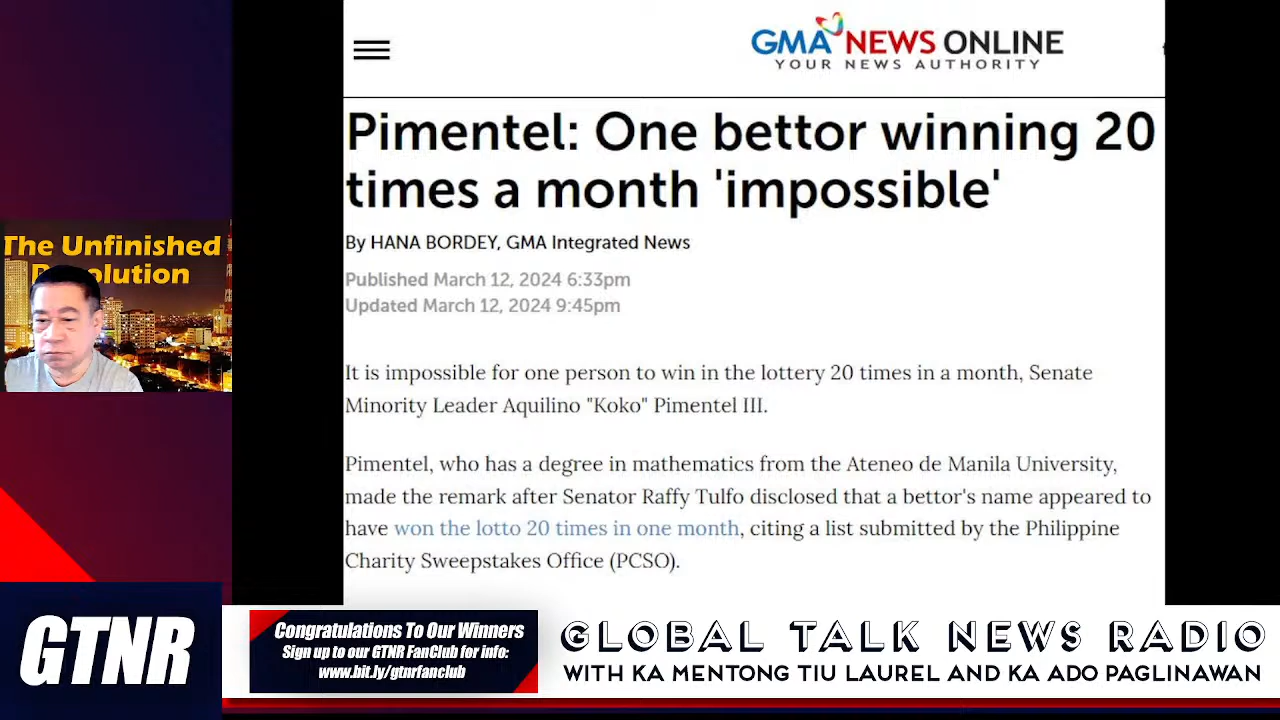 GMA NEWS ONLINE
YOUR NEWS AUTHORITY
Pimentel: One bettor winning 20
times a month 'impossible'
By HANA BORDEY, GMA Integrated News
Published March 12, 2024 6:33pm
Updated March 12, 2024 9:45pm
It is impossible for one person to win in the lottery 20 times in a month, Senate
Minority Leader Aquilino "Koko" Pimentel III.
Pimentel, who has a degree in mathematics from the Ateneo de Manila University,
made the remark after Senator Raffy Tulfo disclosed that a bettor's name appeared to
have won the lotto 20 times in one month, citing a list submitted by the Philippine
Charity Sweepstakes Office (PCSO).
The Unfinished
GTNR
Congratulations To Our Winners
Sign up to our GTNR FanClub for info:
www.bit.ly/gtnrfanclub
GLOBAL TALK NEWS RADIO
WITH KA MENTONG TIU LAUREL AND KA ADO PAGLINAWAN